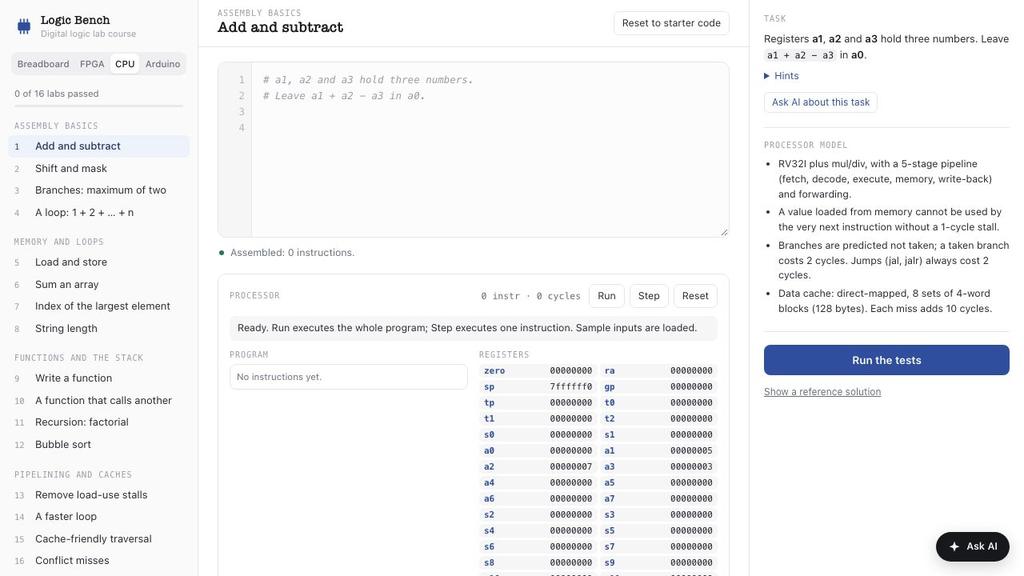 Logic Bench
Digital logic lab course
Breadboard FPGA CPU Arduino
0 of 16 labs passed
ASSEMBLY BASICS
1 Add and subtract
2 Shift and mask
3 Branches: maximum of two
4 A loop: 1 + 2 + … + n
MEMORY AND LOOPS
5 Load and store
6 Sum an array
7 Index of the largest element
8 String length
FUNCTIONS AND THE STACK
9 Write a function
10 A function that calls another
11 Recursion: factorial
12 Bubble sort
PIPELINING AND CACHES
13 Remove load-use stalls
14 A faster loop
15 Cache-friendly traversal
16 Conflict misses
ASSEMBLY BASICS
Add and subtract
Reset to starter code
1 # a1, a2 and a3 hold three numbers.
2 # Leave a1 + a2 − a3 in a0.
3
4
Assembled: 0 instructions.
PROCESSOR
0 instr · 0 cycles Run Step Reset
Ready. Run executes the whole program; Step executes one instruction. Sample inputs are loaded.
PROGRAM
No instructions yet.
REGISTERS
zero 00000000 ra 00000000
sp 7ffffff0 gp 00000000
tp 00000000 t0 00000000
t1 00000000 t2 00000000
s0 00000000 s1 00000000
a0 00000000 a1 00000005
a2 00000007 a3 00000003
a4 00000000 a5 00000000
a6 00000000 a7 00000000
s2 00000000 s3 00000000
s4 00000000 s5 00000000
s6 00000000 s7 00000000
s8 00000000 s9 00000000
TASK
Registers a1, a2 and a3 hold three numbers. Leave
a1 + a2 − a3 in a0.
Hints
Ask AI about this task
PROCESSOR MODEL
• RV32I plus mul/div, with a 5-stage pipeline
(fetch, decode, execute, memory, write-back)
and forwarding.
• A value loaded from memory cannot be used by
the very next instruction without a 1-cycle stall.
• Branches are predicted not taken; a taken branch
costs 2 cycles. Jumps (jal, jalr) always cost 2
cycles.
• Data cache: direct-mapped, 8 sets of 4-word
blocks (128 bytes). Each miss adds 10 cycles.
Run the tests
Show a reference solution
Ask AI